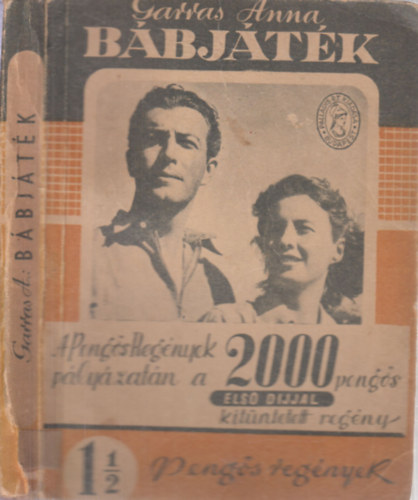 Garras Anna
BÁBJÁTÉK
Garras A.: BÁBJÁTÉK
A Pengős Regények
pályázatán a 2000 pengős
ELSŐ DIJJAL
kitüntetett regény
1 1/2 pengős regények